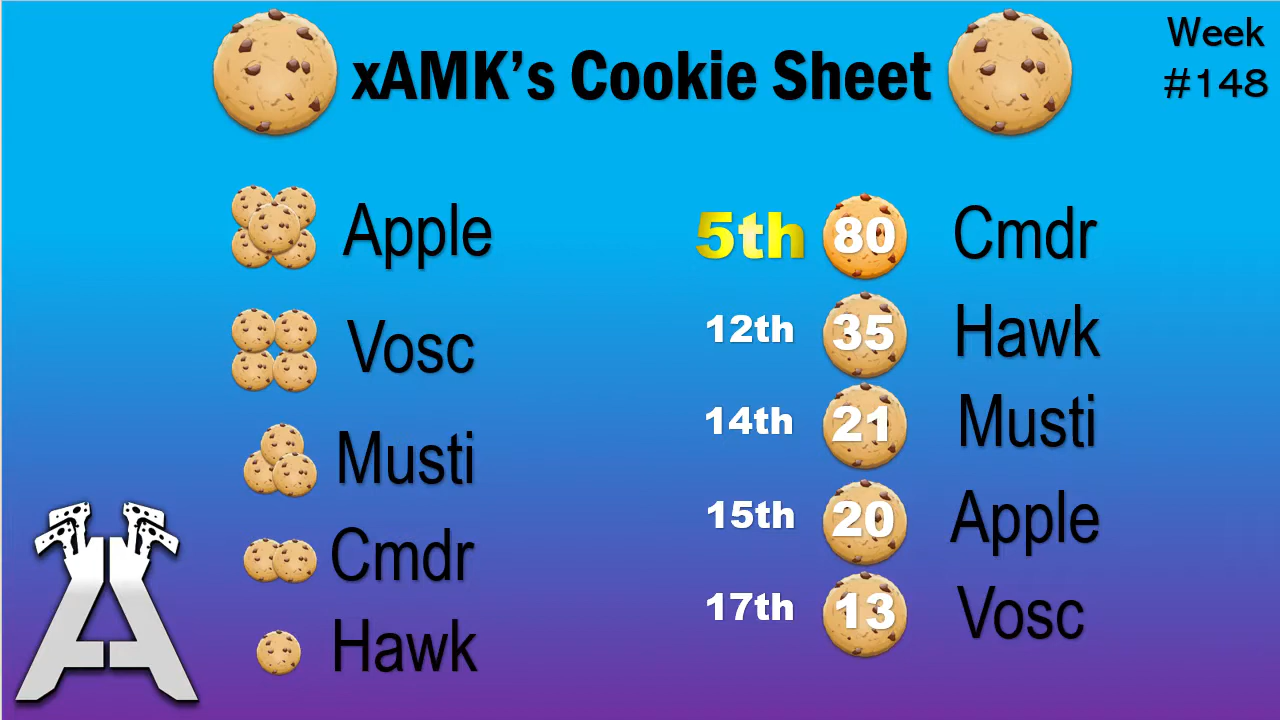 xAMK's Cookie Sheet
Week
#148
Apple
Vosc
Musti
Cmdr
Hawk
5th 80 Cmdr
12th 35 Hawk
14th 21 Musti
15th 20 Apple
17th 13 Vosc